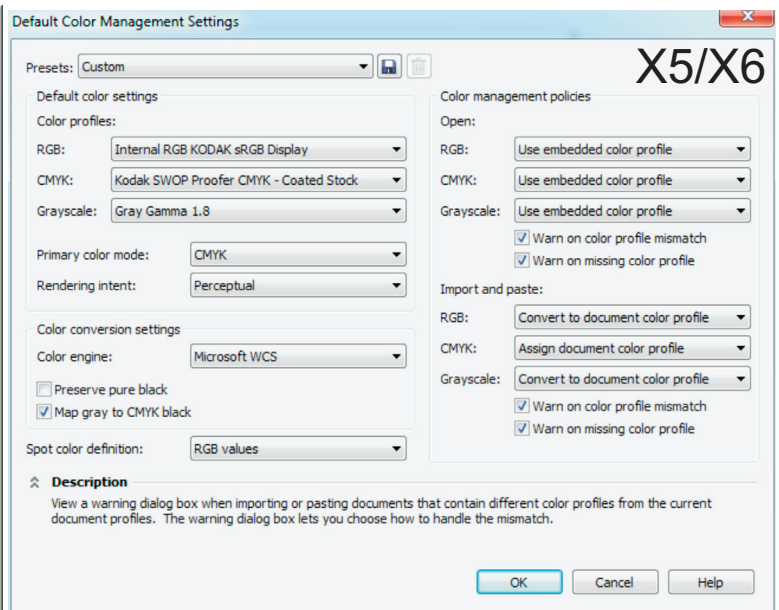 Default Color Management Settings
X5/X6
Presets: Custom
Default color settings
Color profiles:
RGB: Internal RGB KODAK sRGB Display
CMYK: Kodak SWOP Proofer CMYK - Coated Stock
Grayscale: Gray Gamma 1.8
Primary color mode: CMYK
Rendering intent: Perceptual
Color conversion settings
Color engine: Microsoft WCS
Preserve pure black
Map gray to CMYK black
Spot color definition: RGB values
Color management policies
Open:
RGB: Use embedded color profile
CMYK: Use embedded color profile
Grayscale: Use embedded color profile
Warn on color profile mismatch
Warn on missing color profile
Import and paste:
RGB: Convert to document color profile
CMYK: Assign document color profile
Grayscale: Convert to document color profile
Warn on color profile mismatch
Warn on missing color profile
Description
View a warning dialog box when importing or pasting documents that contain different color profiles from the current
document profiles. The warning dialog box lets you choose how to handle the mismatch.
OK Cancel Help